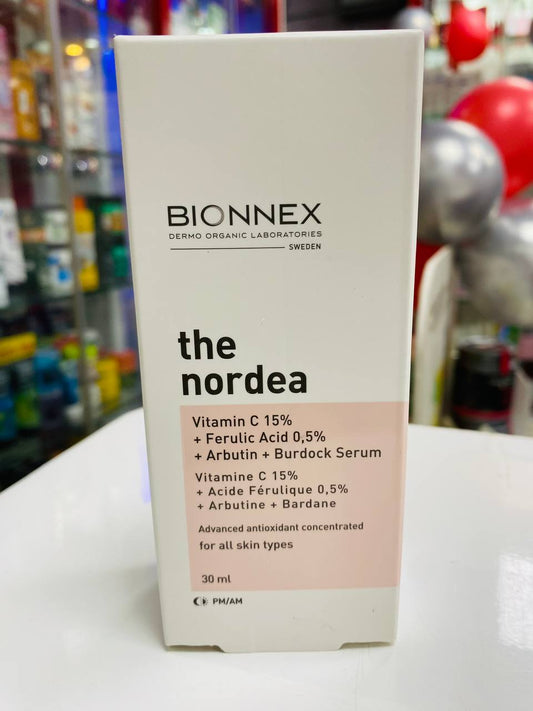 BIONNEX
DERMO ORGANIC LABORATORIES
SWEDEN
the
nordea
Vitamin C 15%
+ Ferulic Acid 0,5%
+ Arbutin + Burdock Serum
Vitamine C 15%
+ Acide Férulique 0,5%
+ Arbutine + Bardane
Advanced antioxidant concentrated
for all skin types
30 ml
PM/AM